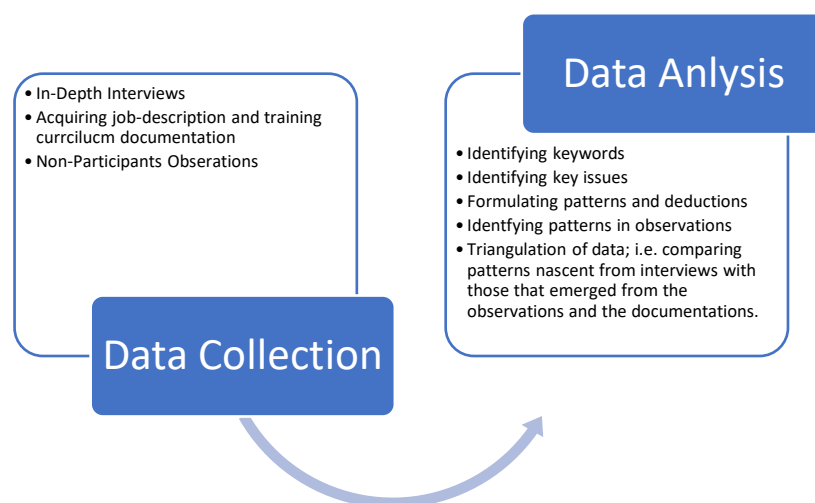 • In-Depth Interviews
• Acquiring job-description and training
currcilucm documentation
• Non-Participants Obserations
Data Collection
Data Anlysis
• Identifying keywords
• Identifying key issues
• Formulating patterns and deductions
• Identfying patterns in observations
• Triangulation of data; i.e. comparing
patterns nascent from interviews with
those that emerged from the
observations and the documentations.